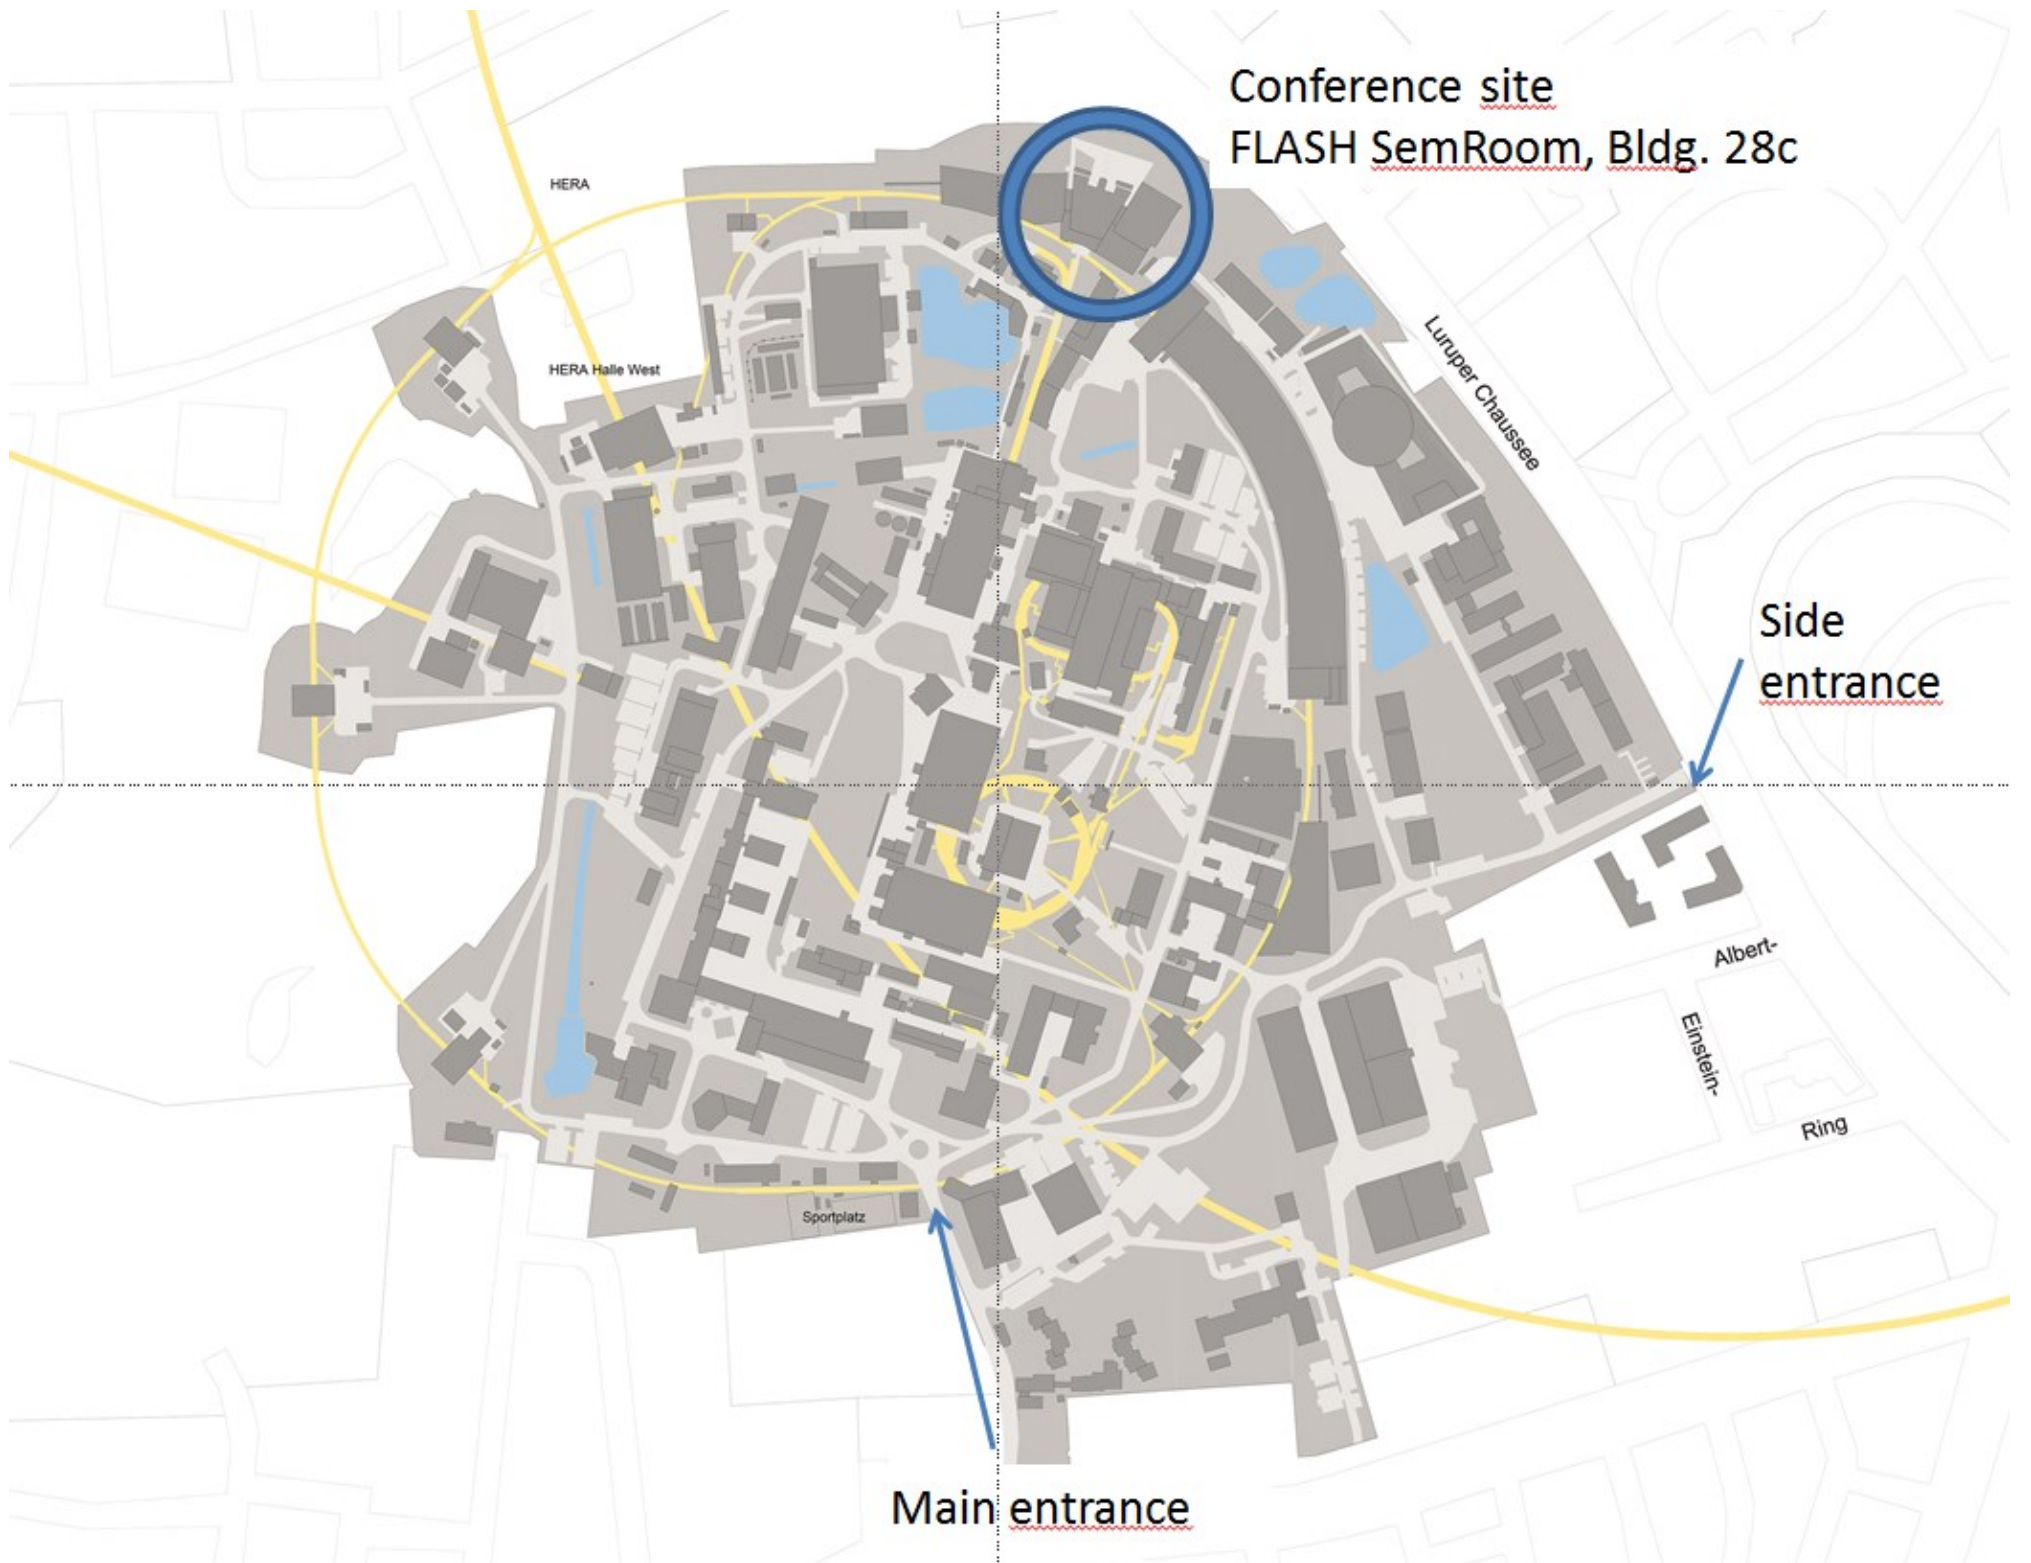 Conference site
FLASH SemRoom, Bldg. 28c
HERA
HERA Halle West
Luruper Chaussee
Side
entrance
Albert-
Einstein-
Ring
Sportplatz
Main entrance